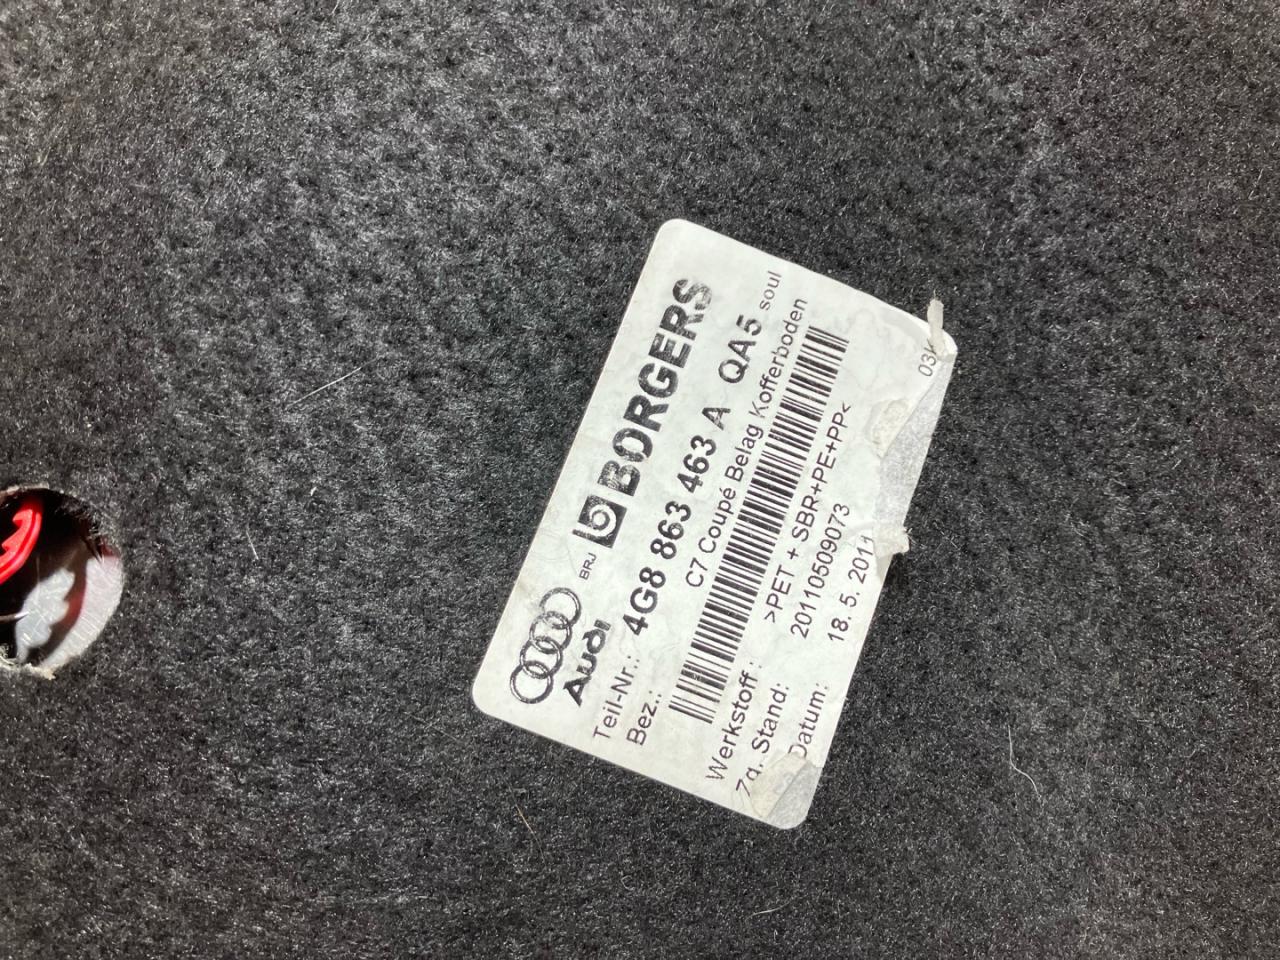 Audi
BRJ
BORGERS
Teil-Nr.: 4G8 863 463 A QA5 soul
Bez.: C7 Coupé Belag Kofferboden
Werkstoff : >PET + SBR+PE+PP<
Zg. Stand: 20110509073
Datum: 18. 5. 2011